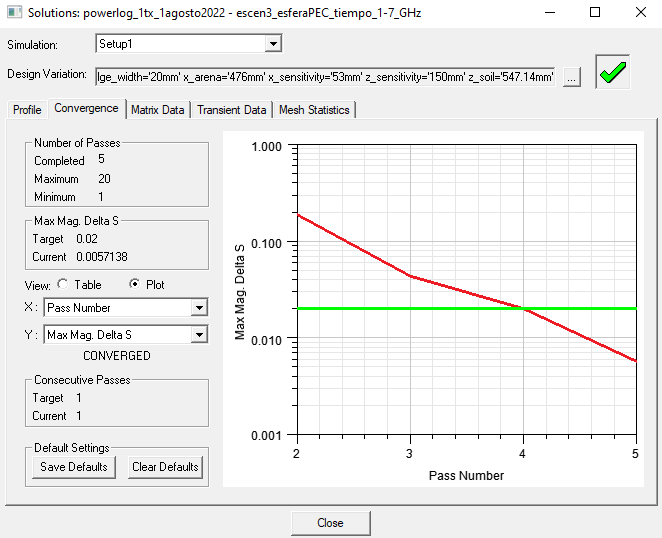 Solutions: powerlog_1tx_1agosto2022 - escen3_esferaPEC_tiempo_1-7_GHz
Simulation: Setup1
Design Variation: lge_width='20mm' x_arena='476mm' x_sensitivity='53mm' z_sensitivity='150mm' z_soil='547.14mm' ...
Profile Convergence Matrix Data Transient Data Mesh Statistics
Number of Passes
Completed 5
Maximum 20
Minimum 1
Max Mag. Delta S
Target 0.02
Current 0.0057138
View: Table Plot
X : Pass Number
Y : Max Mag. Delta S
CONVERGED
Consecutive Passes
Target 1
Current 1
Default Settings
Save Defaults Clear Defaults
Max Mag. Delta S
1.000
0.100
0.010
0.001
2 3 4 5
Pass Number
Close